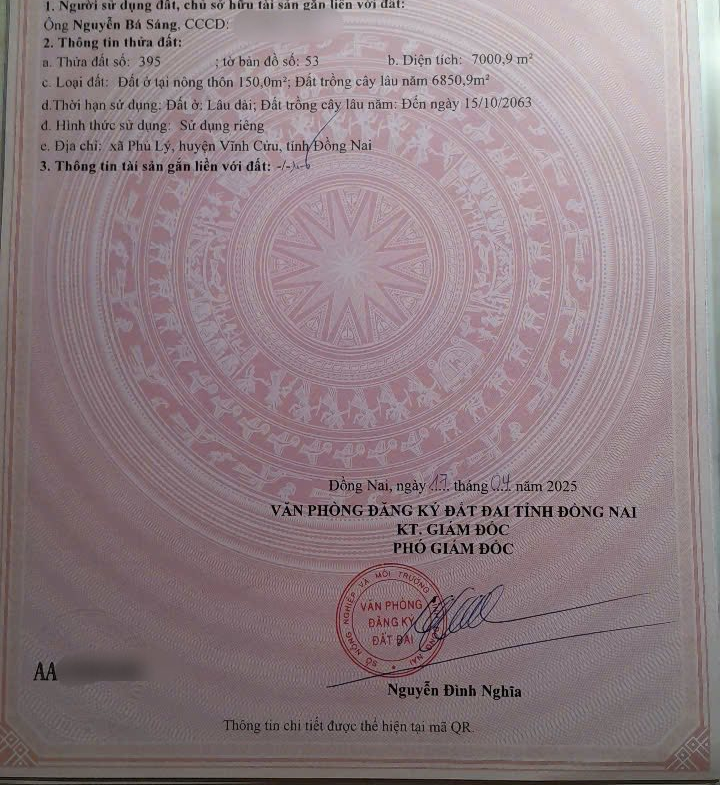 1. Người sử dụng đất, chủ sở hữu tài sản gắn liền với đất:
Ông Nguyễn Bá Sáng, CCCD:
2. Thông tin thửa đất:
a. Thửa đất số: 395 ; tờ bản đồ số: 53 b. Diện tích: 7000,9 m²
c. Loại đất: Đất ở tại nông thôn 150,0m²; Đất trồng cây lâu năm 6850,9m²
d.Thời hạn sử dụng: Đất ở: Lâu dài; Đất trồng cây lâu năm: Đến ngày 15/10/2063
đ. Hình thức sử dụng: Sử dụng riêng
e. Địa chỉ: xã Phú Lý, huyện Vĩnh Cửu, tỉnh Đồng Nai
3. Thông tin tài sản gắn liền với đất: -/-
Đồng Nai, ngày 17 tháng 04 năm 2025
VĂN PHÒNG ĐĂNG KÝ ĐẤT ĐAI TỈNH ĐỒNG NAI
KT. GIÁM ĐỐC
PHÓ GIÁM ĐỐC
SỞ NÔNG NGHIỆP VÀ MÔI TRƯỜNG
VĂN PHÒNG
ĐĂNG KÝ
ĐẤT ĐAI
Nguyễn Đình Nghĩa
AA
Thông tin chi tiết được thể hiện tại mã QR.